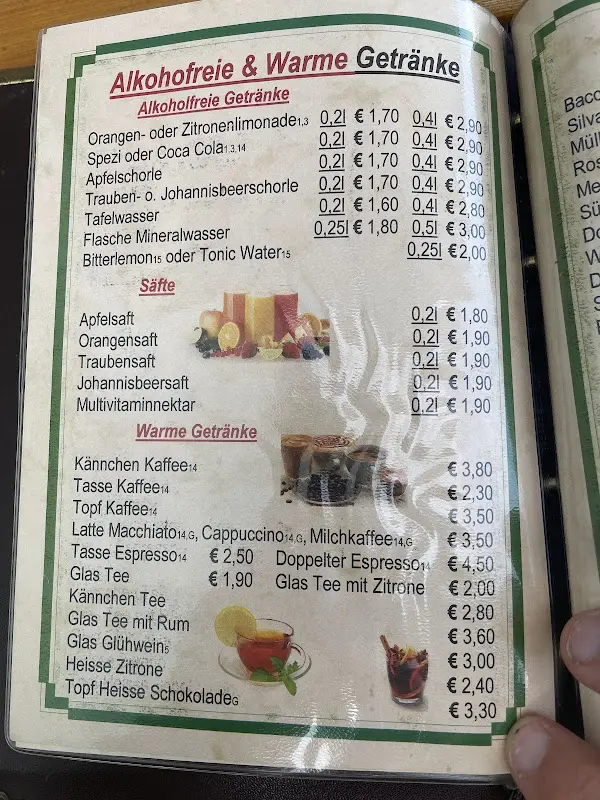 Alkohofreie & Warme Getränke
Alkoholfreie Getränke
Orangen- oder Zitronenlimonade1,3 0,2l € 1,70 0,4l € 2,90
Spezi oder Coca Cola1,3,14 0,2l € 1,70 0,4l € 2,90
Apfelschorle 0,2l € 1,70 0,4l € 2,90
Trauben- o. Johannisbeerschorle 0,2l € 1,70 0,4l € 2,90
Tafelwasser 0,2l € 1,60 0,4l € 2,80
Flasche Mineralwasser 0,25l € 1,80 0,5l € 3,00
Bitterlemon15 oder Tonic Water15 0,25l € 2,00
Säfte
Apfelsaft 0,2l € 1,80
Orangensaft 0,2l € 1,90
Traubensaft 0,2l € 1,90
Johannisbeersaft 0,2l € 1,90
Multivitaminnektar 0,2l € 1,90
Warme Getränke
Kännchen Kaffee14 € 3,80
Tasse Kaffee14 € 2,30
Topf Kaffee14 € 3,50
Latte Macchiato14,G, Cappuccino14,G, Milchkaffee14,G € 3,50
Tasse Espresso14 € 2,50 Doppelter Espresso14 € 4,50
Glas Tee € 1,90 Glas Tee mit Zitrone € 2,00
Kännchen Tee € 2,80
Glas Tee mit Rum € 3,60
Glas Glühwein5 € 3,00
Heisse Zitrone € 2,40
Topf Heisse SchokoladeG € 3,30
Bacc
Silva
Müll
Ros
Me
Sü
Do
W
D
S